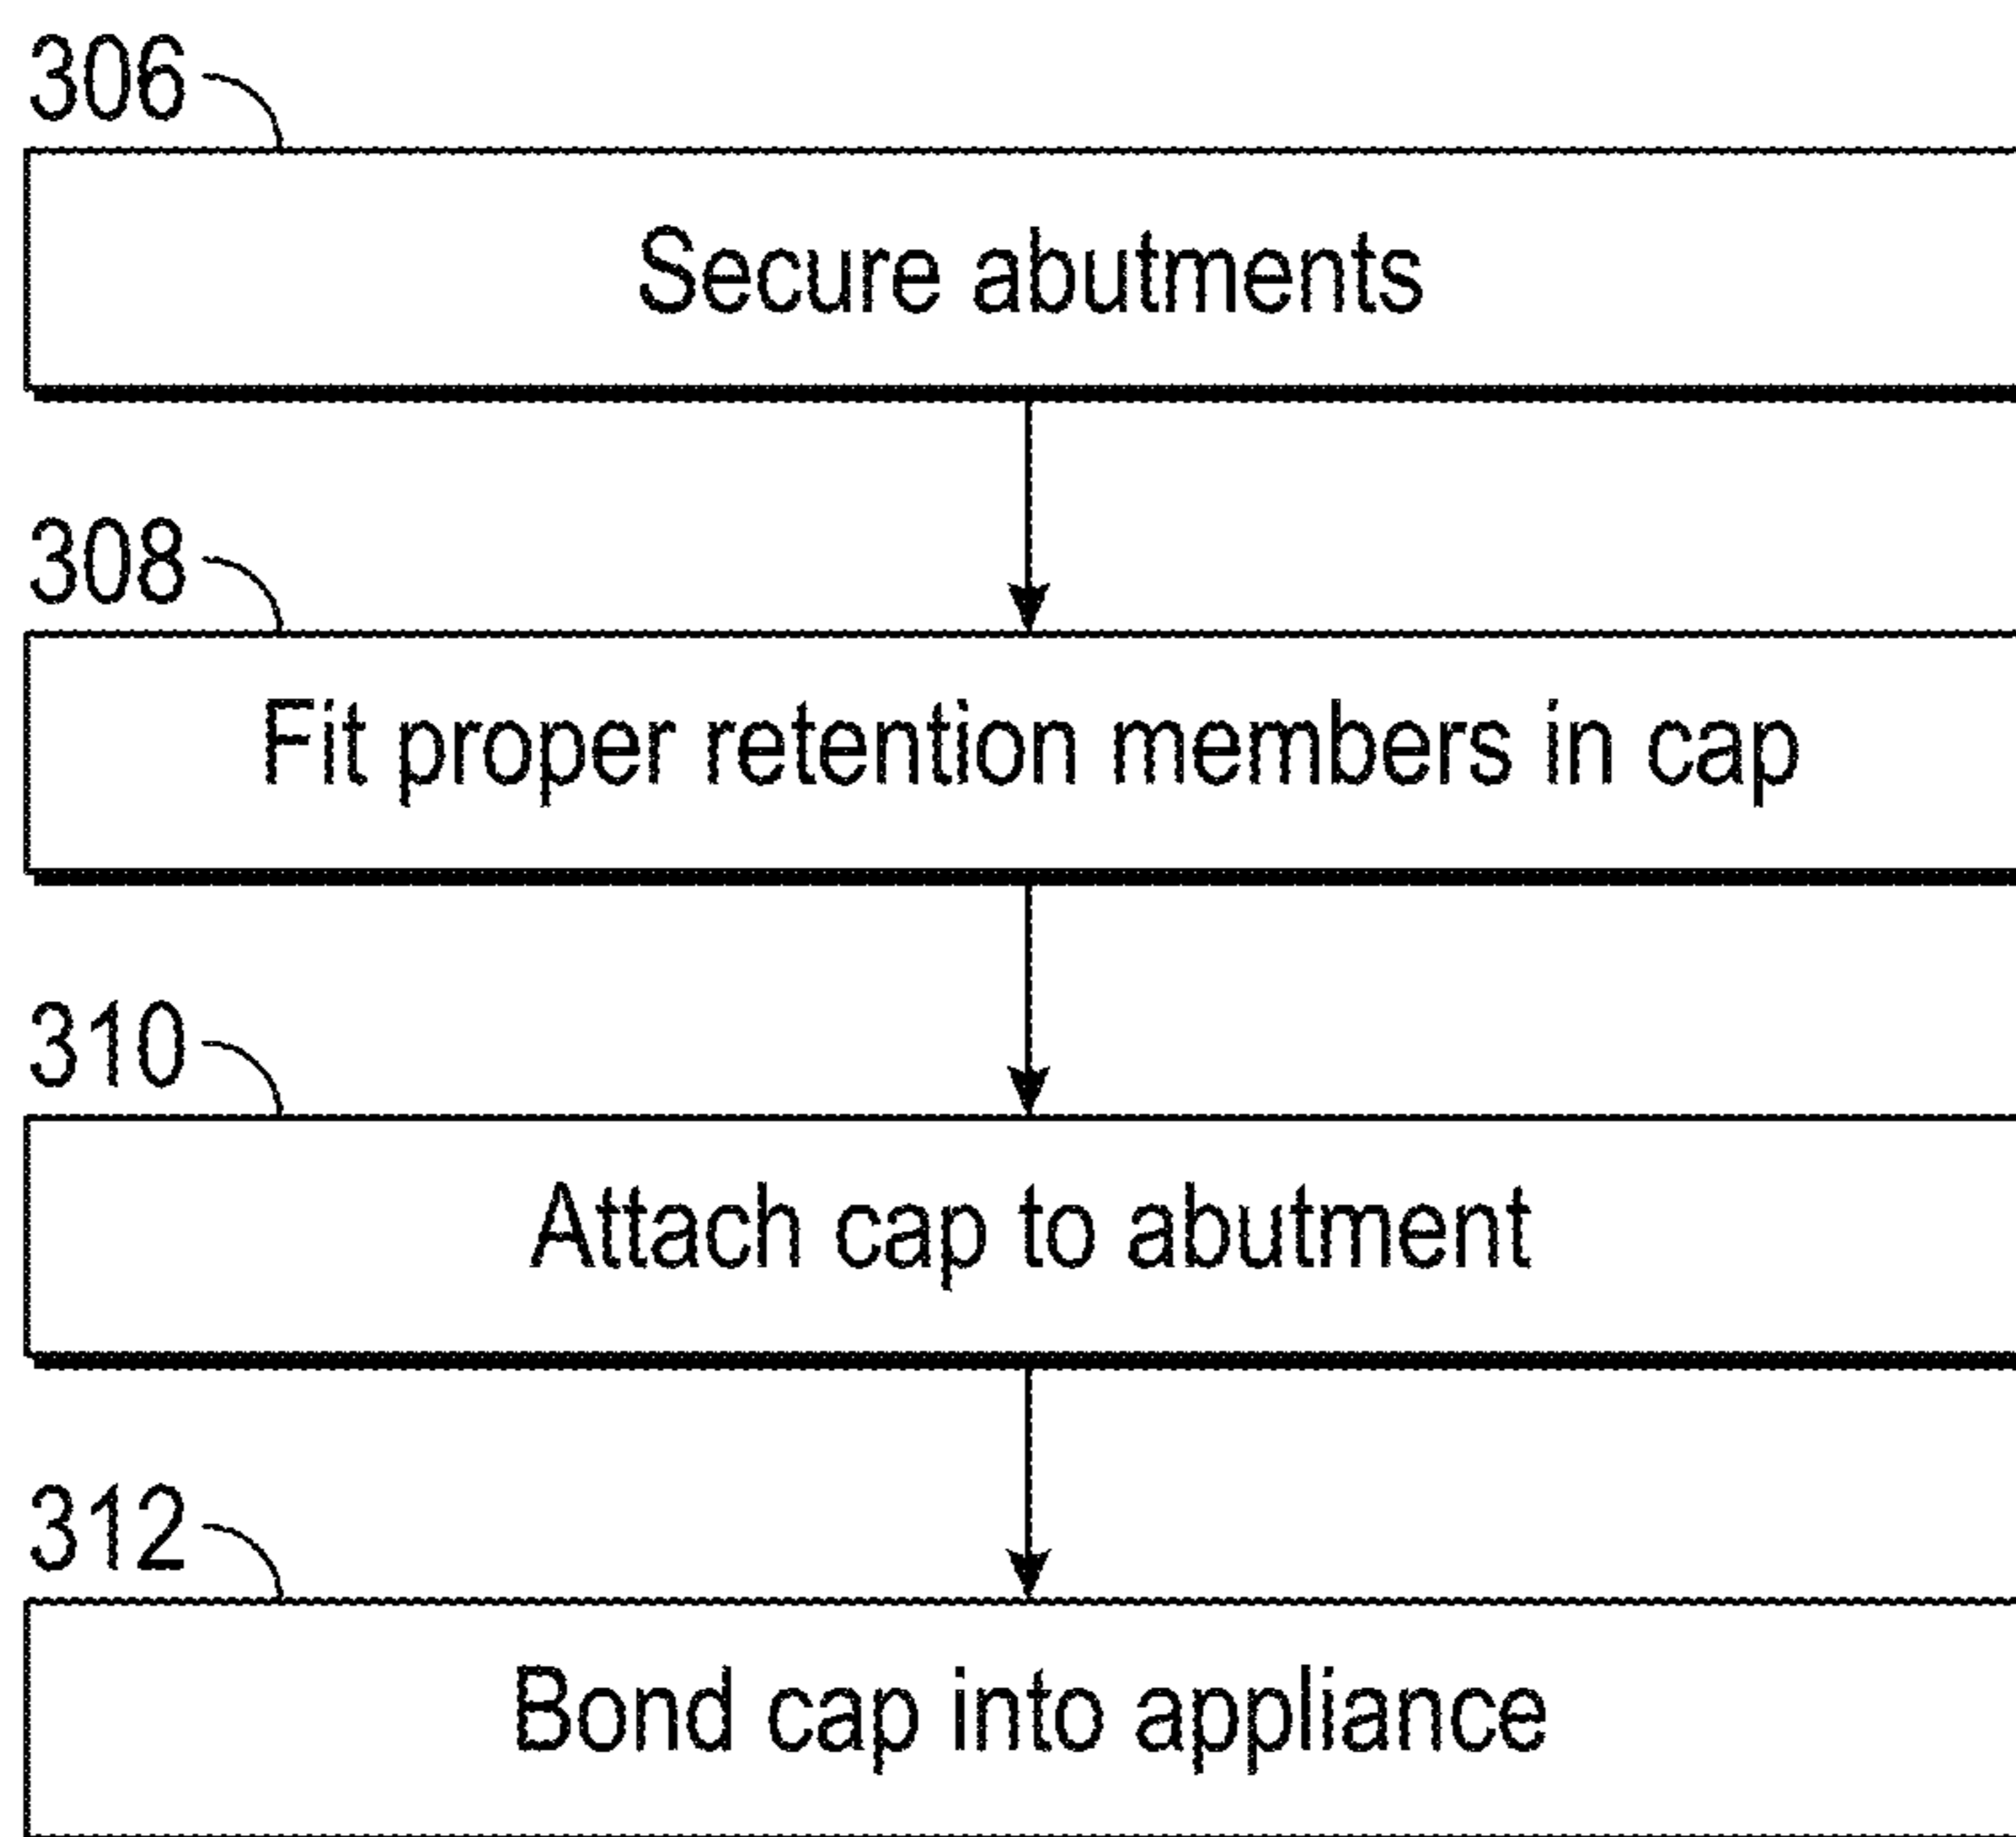 306
Secure abutments
308
Fit proper retention members in cap
310
Attach cap to abutment
312
Bond cap into appliance